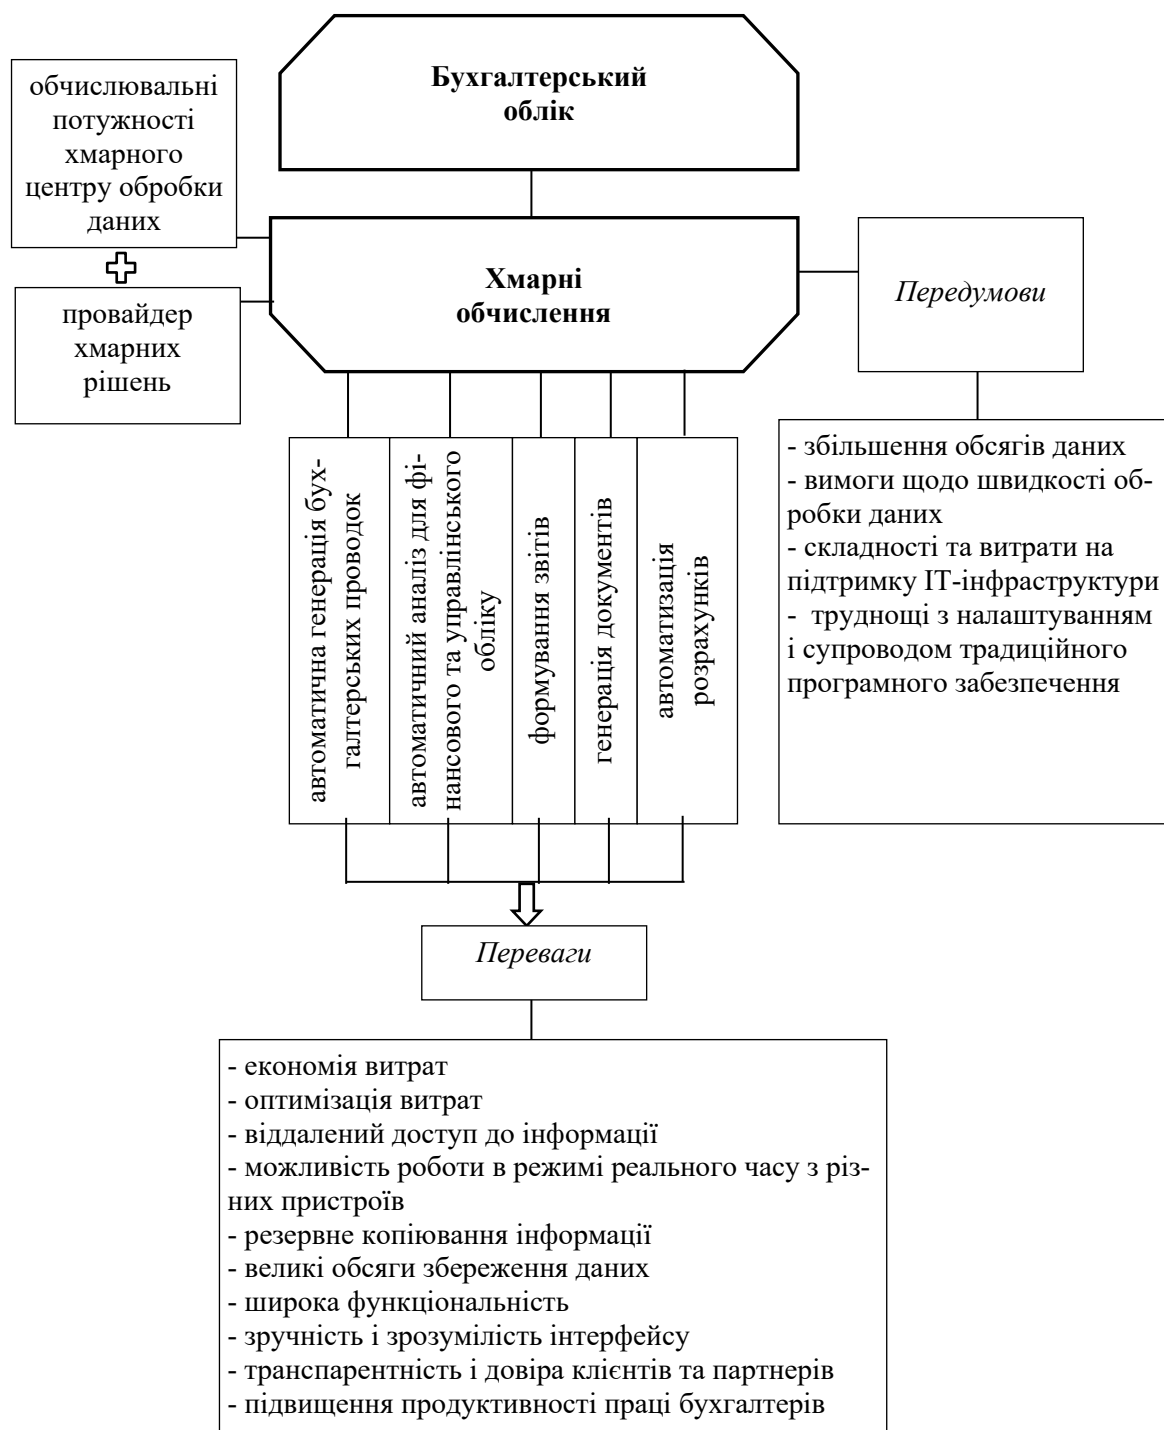 Бухгалтерський
облік
обчислювальні
потужності
хмарного
центру обробки
даних
провайдер
хмарних
рішень
Хмарні
обчислення
Передумови
автоматична генерація бух-
галтерських проводок
автоматичний аналіз для фі-
нансового та управлінського
обліку
формування звітів
генерація документів
автоматизація
розрахунків
- збільшення обсягів даних
- вимоги щодо швидкості об-
робки даних
- складності та витрати на
підтримку ІТ-інфраструктури
- труднощі з налаштуванням
і супроводом традиційного
програмного забезпечення
Переваги
- економія витрат
- оптимізація витрат
- віддалений доступ до інформації
- можливість роботи в режимі реального часу з різ-
них пристроїв
- резервне копіювання інформації
- великі обсяги збереження даних
- широка функціональність
- зручність і зрозумілість інтерфейсу
- транспарентність і довіра клієнтів та партнерів
- підвищення продуктивності праці бухгалтерів